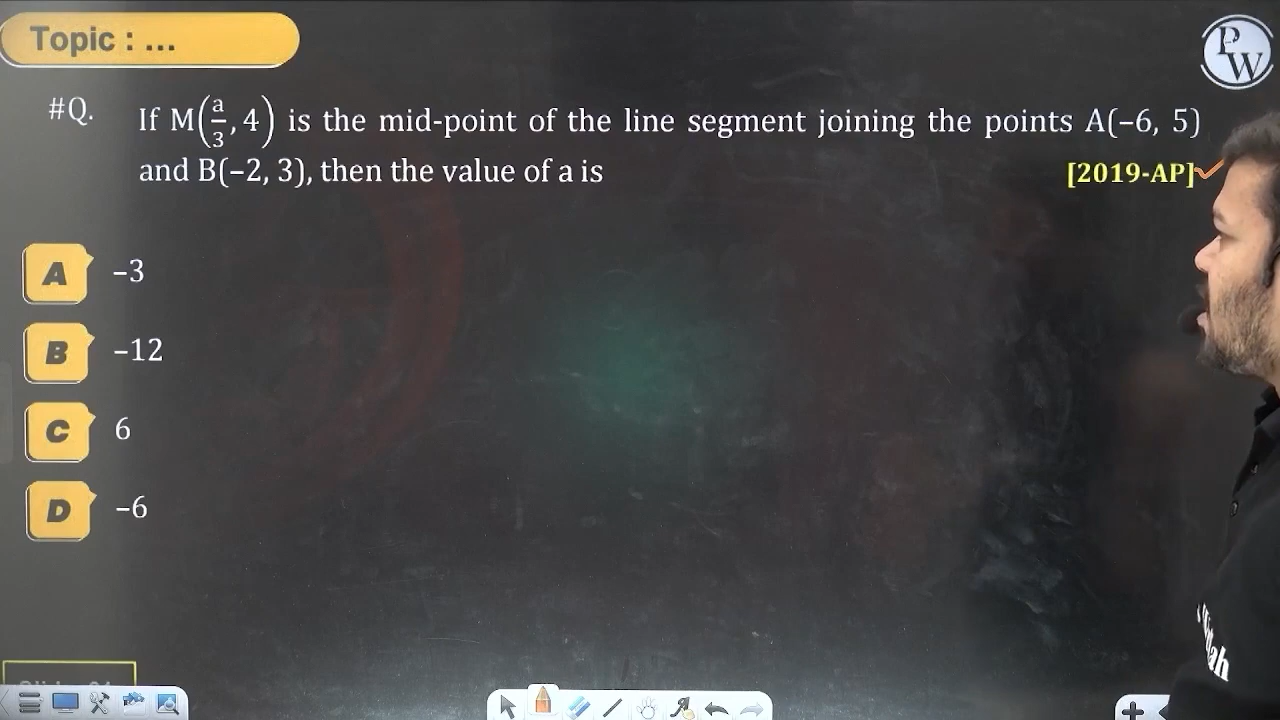 Topic : ...
PW
#Q. If M(a/3, 4) is the mid-point of the line segment joining the points A(–6, 5)
and B(–2, 3), then the value of a is [2019-AP]
A –3
B –12
C 6
D –6